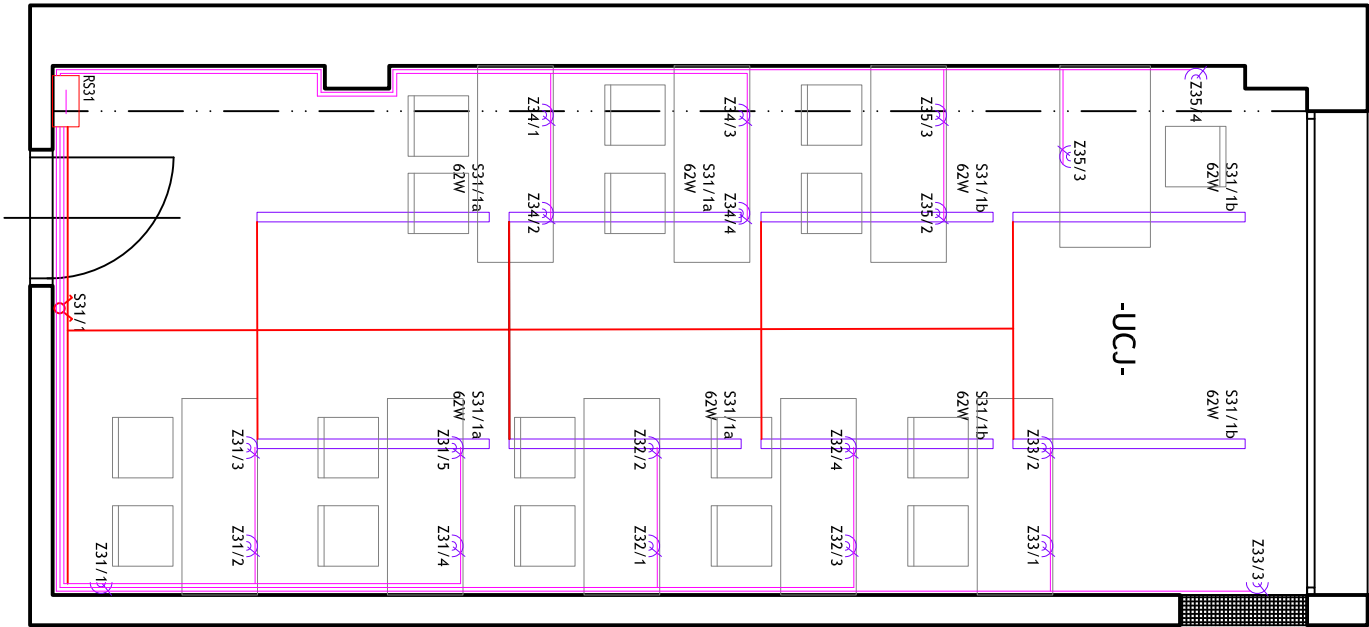 RS31
Z34/1
Z34/3
Z35/3
Z35/4
Z35/3
S31/1a
62W
S31/1a
62W
S31/1b
62W
S31/1b
62W
Z34/2
Z34/4
Z35/2
S31/1
-UCJ-
S31/1a
62W
S31/1a
62W
S31/1b
62W
S31/1b
62W
Z31/3
Z31/5
Z32/2
Z32/4
Z33/2
Z31/1
Z31/2
Z31/4
Z32/1
Z32/3
Z33/1
Z33/3